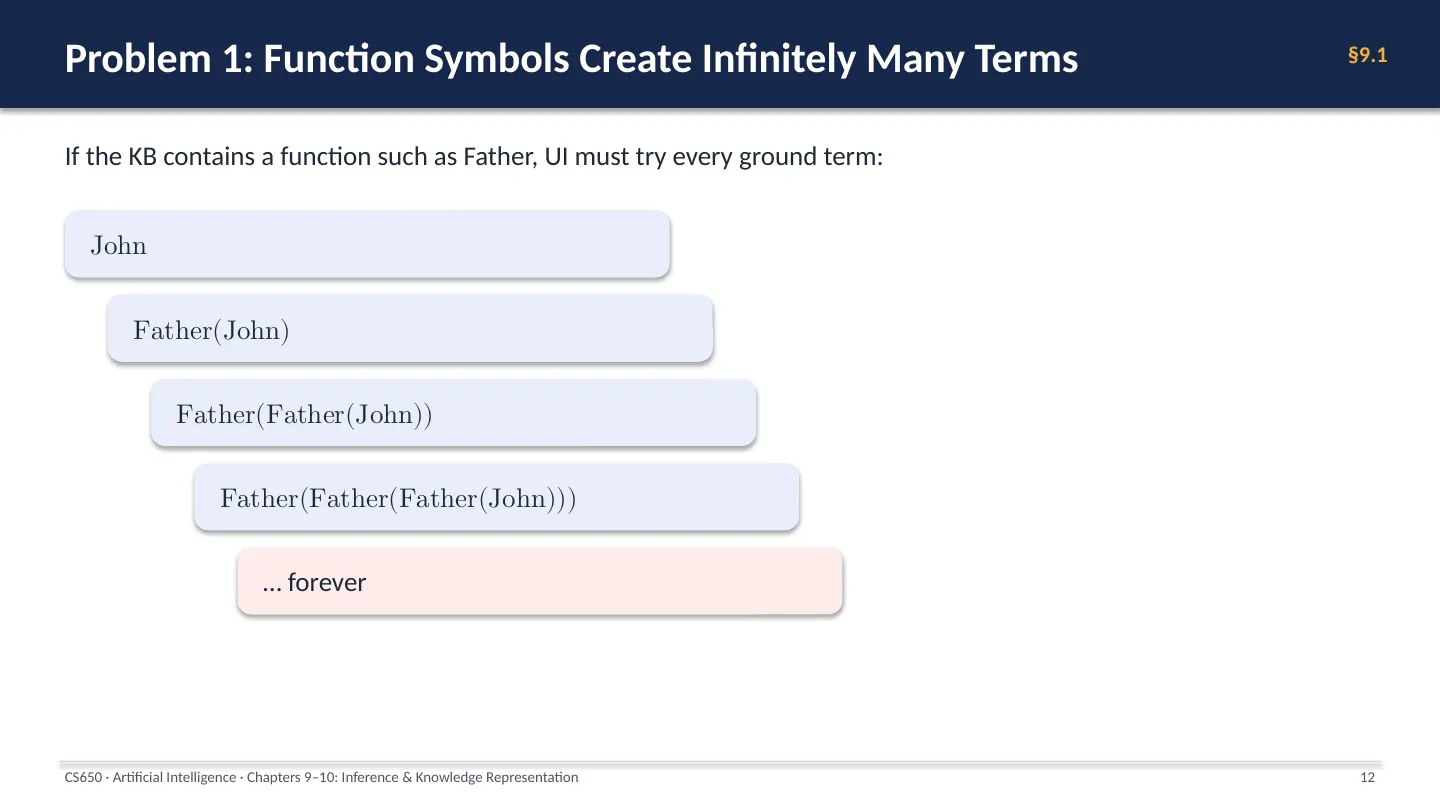 Problem 1: Function Symbols Create Infinitely Many Terms
§9.1
If the KB contains a function such as Father, UI must try every ground term:
John
Father(John)
Father(Father(John))
Father(Father(Father(John)))
... forever
CS650 · Artificial Intelligence · Chapters 9–10: Inference & Knowledge Representation
12